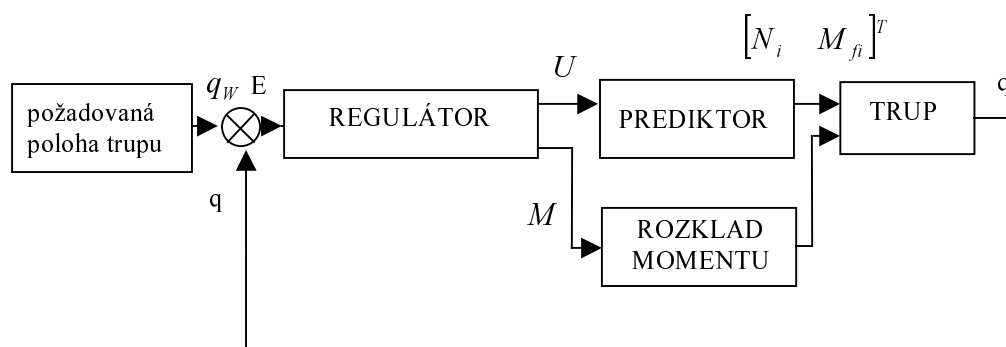 [N_i M_fi]^T
q_W E
U
q
požadovaná
poloha trupu
REGULÁTOR
PREDIKTOR
TRUP
q
M
ROZKLAD
MOMENTU